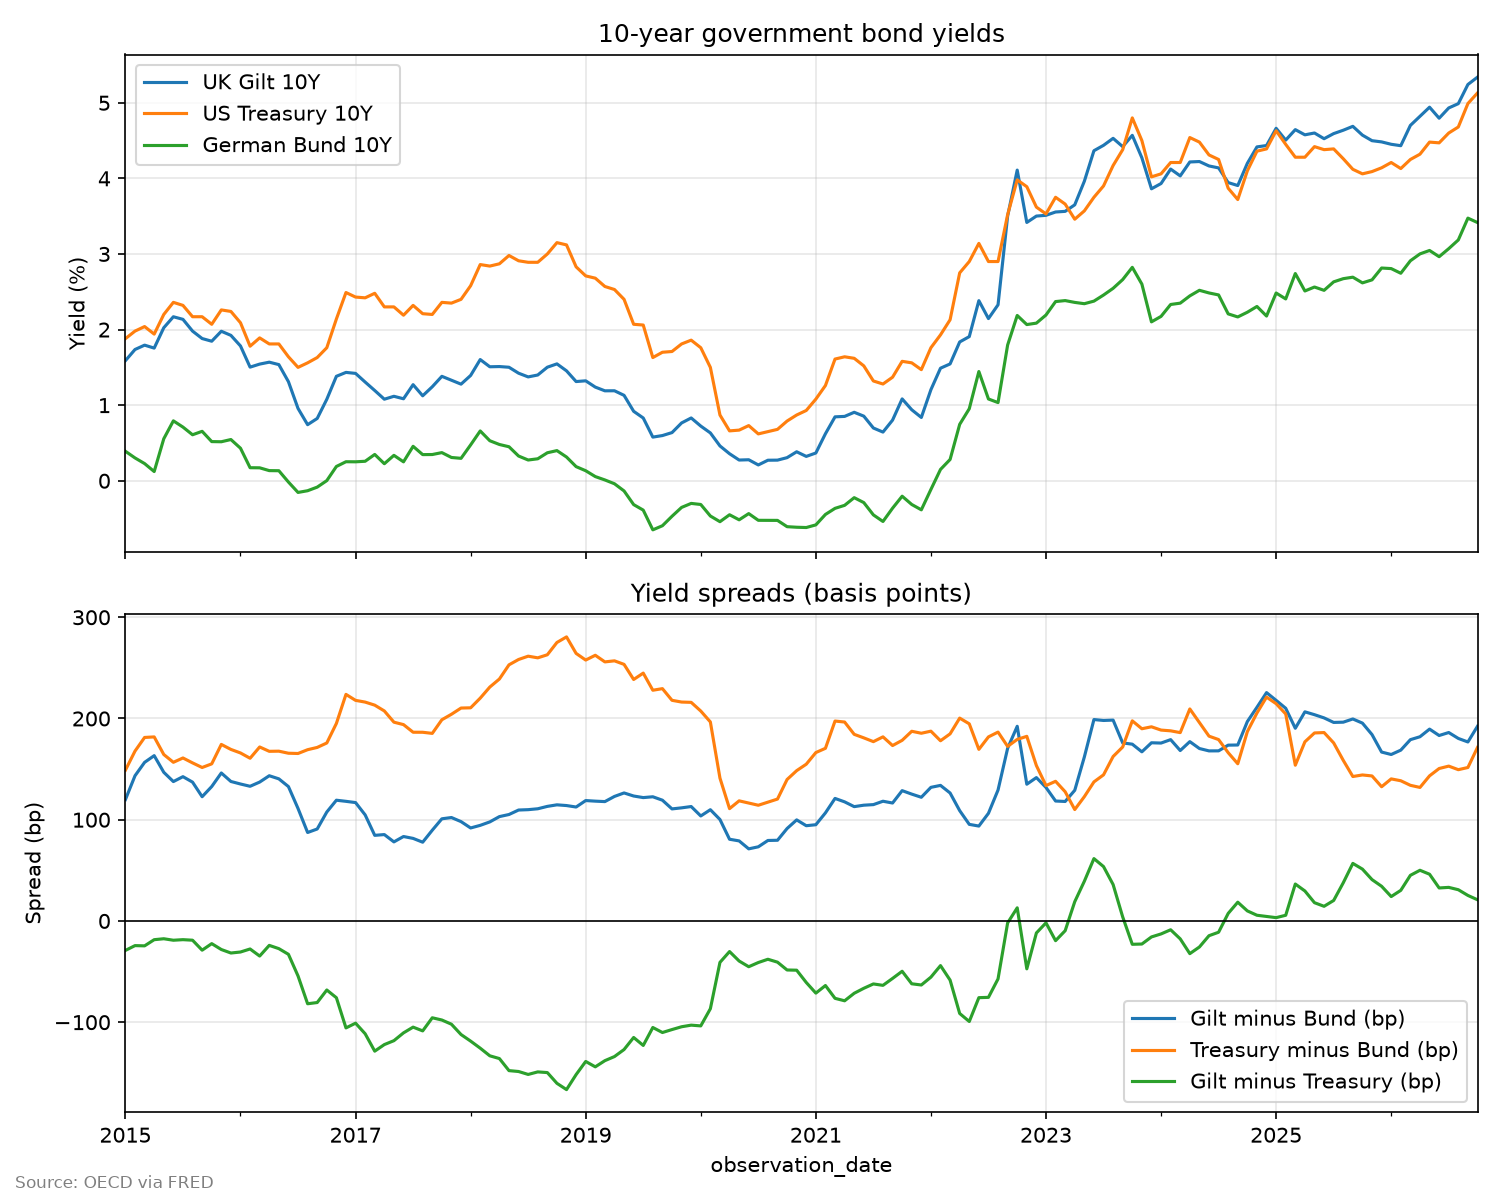 10-year government bond yields
UK Gilt 10Y
US Treasury 10Y
German Bund 10Y
Yield (%)
5
4
3
2
1
0
Yield spreads (basis points)
300
200
100
0
−100
Spread (bp)
Gilt minus Bund (bp)
Treasury minus Bund (bp)
Gilt minus Treasury (bp)
2015 2017 2019 2021 2023 2025
observation_date
Source: OECD via FRED